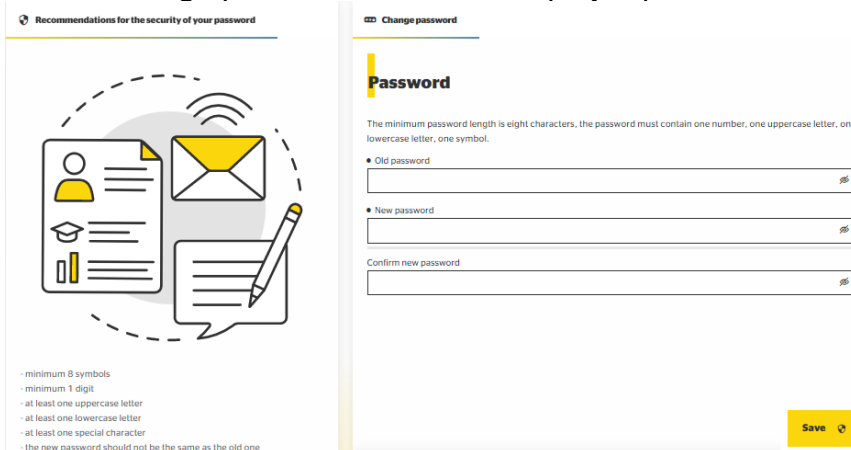 Recommendations for the security of your password
- minimum 8 symbols
- minimum 1 digit
- at least one uppercase letter
- at least one lowercase letter
- at least one special character
- the new password should not be the same as the old one
Change password
Password
The minimum password length is eight characters, the password must contain one number, one uppercase letter, on
lowercase letter, one symbol.
• Old password
• New password
Confirm new password
Save